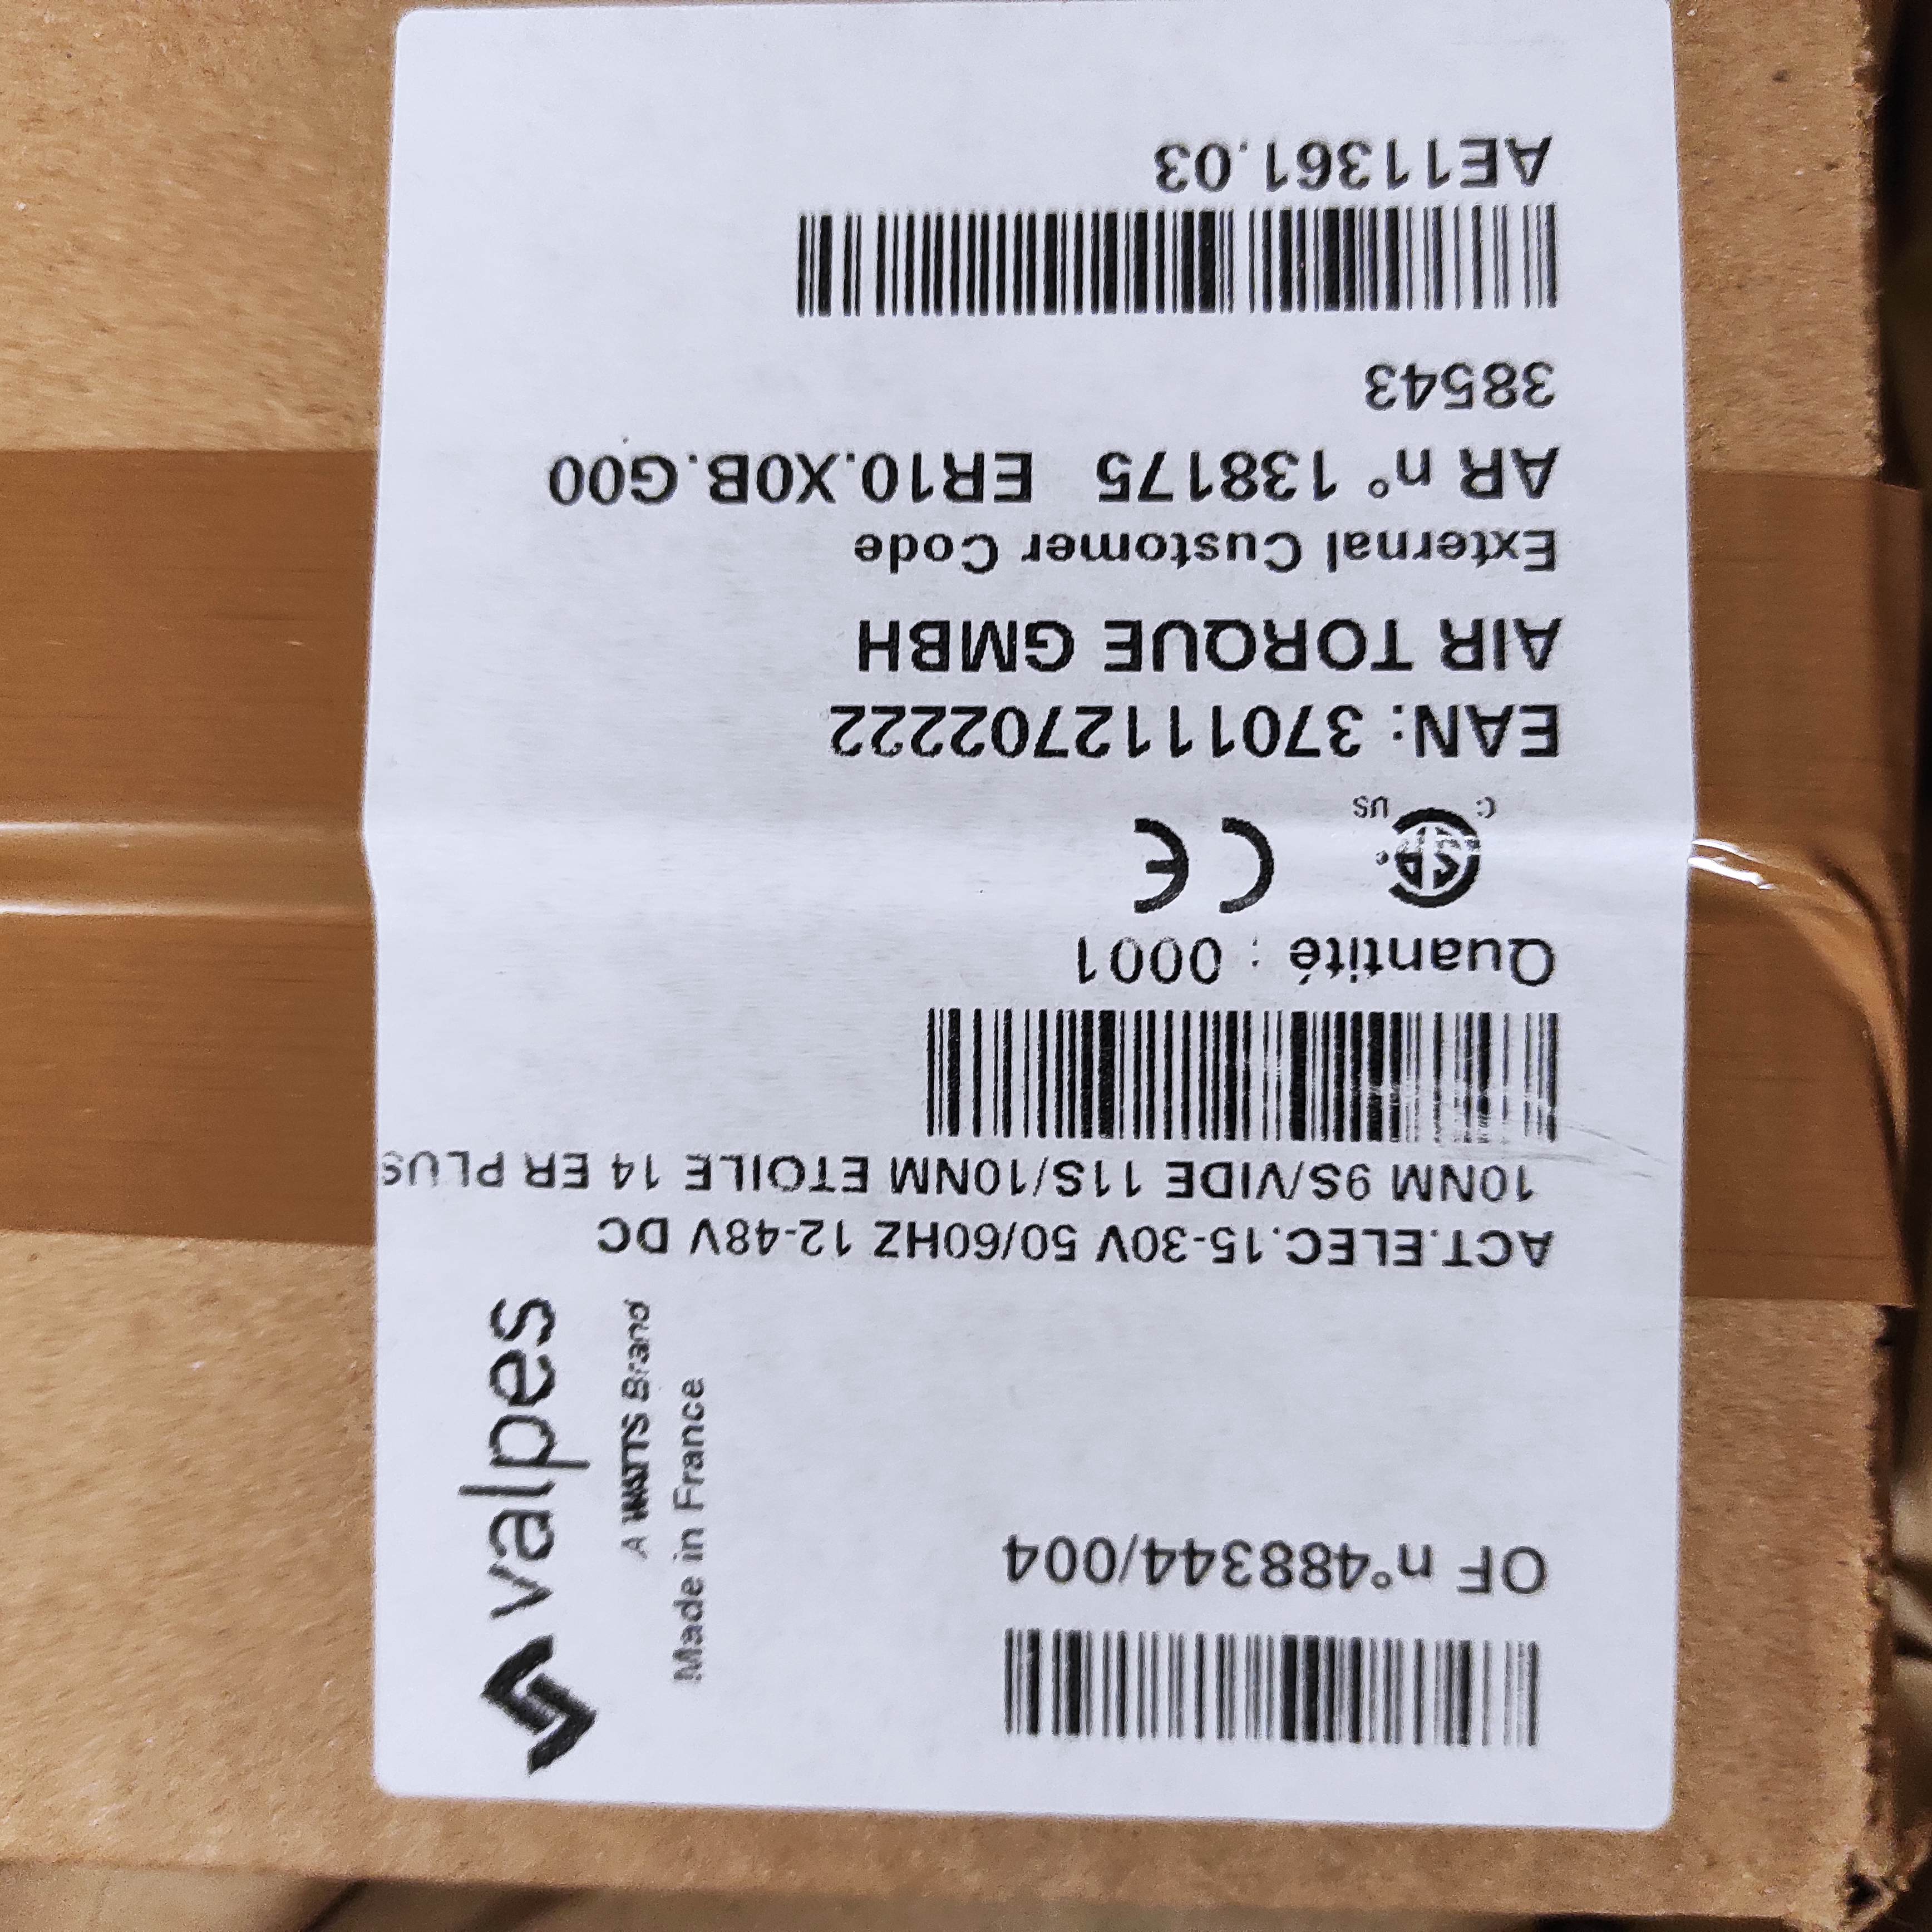 OF n°488344/004
valpes
A WATTS Brand
Made in France
ACT.ELEC.15-30V 50/60HZ 12-48V DC
10NM 9S/VIDE 11S/10NM ETOILE 14 ER PLUS
Quantité : 0001
C US
CE
EAN: 3701112702222
AIR TORQUE GMBH
External Customer Code
AR n° 138175 ER10.X0B.G00
38543
AE11361.03